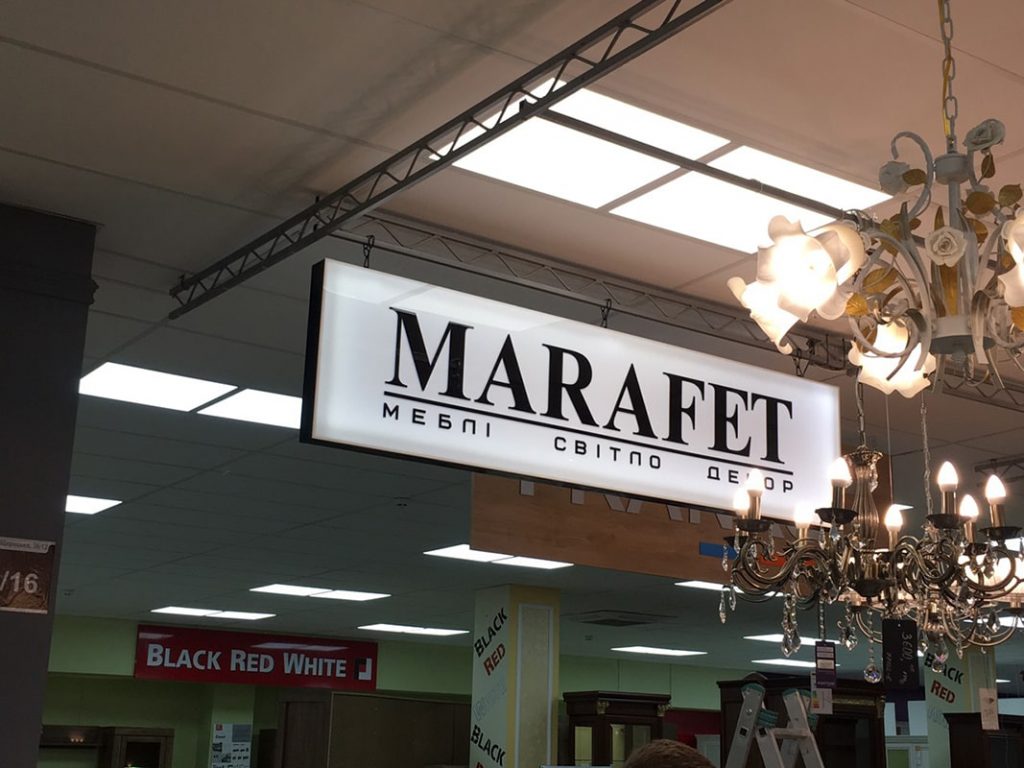 MARAFET
МЕБЛІ СВІТЛО ДЕКОР
/16
BLACK RED WHITE
BLACK
RED
BLACK
BLACK
RED